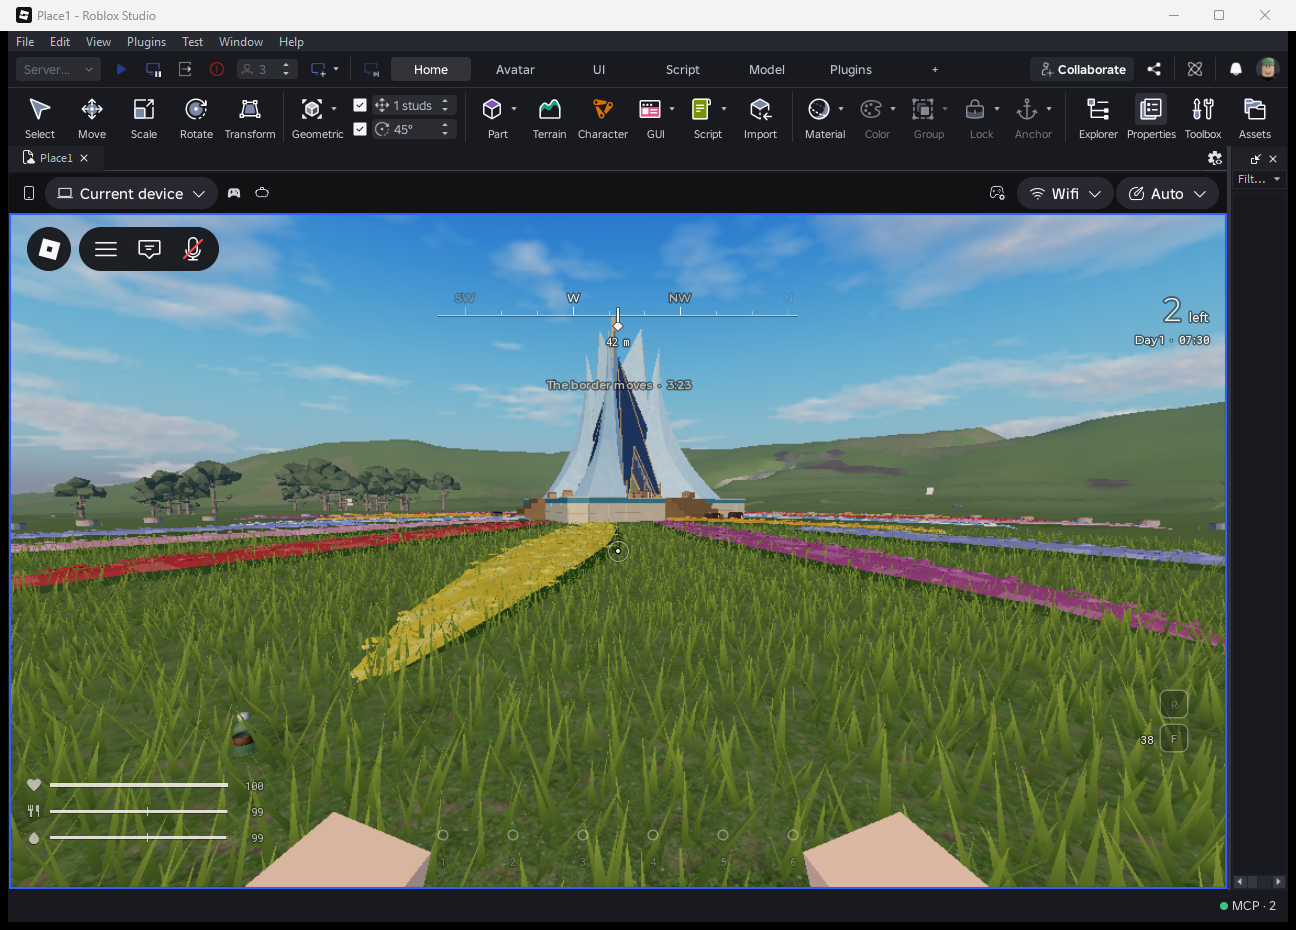 Place1 - Roblox Studio
File Edit View Plugins Test Window Help
Server... 3 Home Avatar UI Script Model Plugins + Collaborate
1 studs
45°
Select Move Scale Rotate Transform Geometric Part Terrain Character GUI Script Import Material Color Group Lock Anchor Explorer Properties Toolbox Assets
Place1
Filt...
Current device Wifi Auto
SW W NW N
42 m
2 left
Day1 · 07:30
The border moves · 3:23
R
38 F
100
99
99
1 2 3 4 5 6
MCP · 2